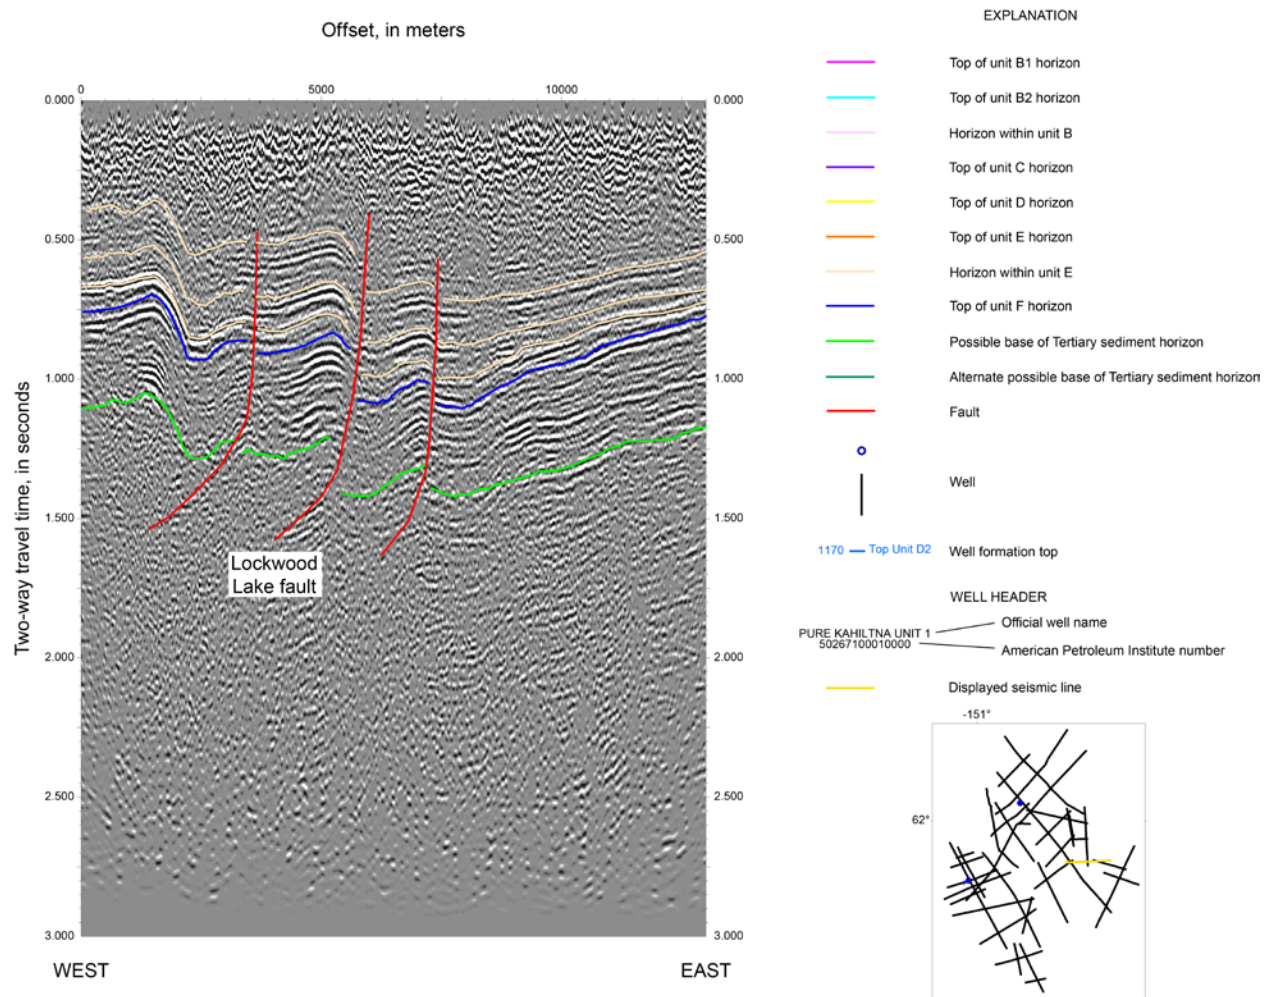 Offset, in meters
0
5000
10000
0.000
0.000
0.500
0.500
1.000
1.000
1.500
1.500
2.000
2.000
2.500
2.500
3.000
3.000
Two-way travel time, in seconds
Lockwood
Lake fault
WEST
EAST
EXPLANATION
Top of unit B1 horizon
Top of unit B2 horizon
Horizon within unit B
Top of unit C horizon
Top of unit D horizon
Top of unit E horizon
Horizon within unit E
Top of unit F horizon
Possible base of Tertiary sediment horizon
Alternate possible base of Tertiary sediment horizon
Fault
Well
1170 Top Unit D2 Well formation top
WELL HEADER
PURE KAHILTNA UNIT 1 Official well name
50267100010000 American Petroleum Institute number
Displayed seismic line
-151°
62°